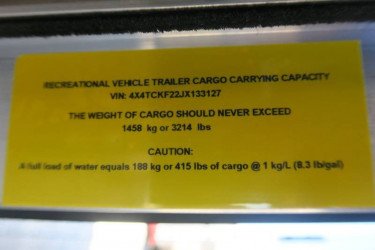 RECREATIONAL VEHICLE TRAILER CARGO CARRYING CAPACITY
VIN: 4X4TCKF22JX133127
THE WEIGHT OF CARGO SHOULD NEVER EXCEED
1458 kg or 3214 lbs
CAUTION:
A full load of water equals 188 kg or 415 lbs of cargo @ 1 kg/L (8.3 lb/gal)